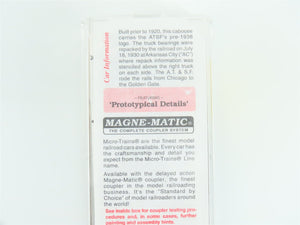 Car Information
Built prior to 1920, this caboose
carries the ATSF's pre-1938
logo. The truck bearings were
repacked by the railroad on July
18, 1930 at Arkansas City ("AC")
where repack information was
stenciled above the right truck
on each side. The A.T. & S.F.
rode the rails from Chicago to
the Golden Gate.
FEATURING
'Prototypical Details'
MAGNE-MATIC®
THE COMPLETE COUPLER SYSTEM
Micro-Trains® are the finest model
railroad cars available. Every car has
the craftsmanship and detail you
expect from the Micro-Trains® Line
name.
Available with the delayed action
Magne-Matic® coupler, the finest
coupler in the model railroading
business. It's the "Standard by
Choice" of model railroaders around
the world!
See insides box for coupler testing proce-
dures and, in some cases, further
painting and assembly hints.